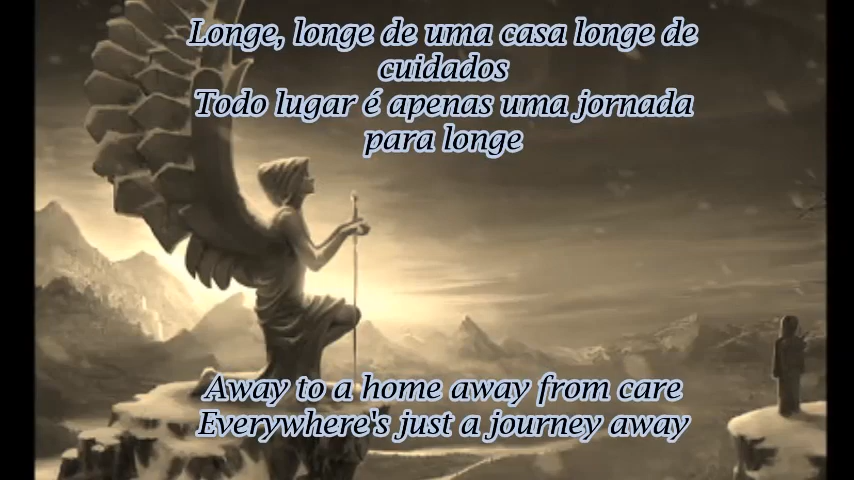 Longe, longe de uma casa longe de
cuidados
Todo lugar é apenas uma jornada
para longe
Away to a home away from care
Everywhere's just a journey away